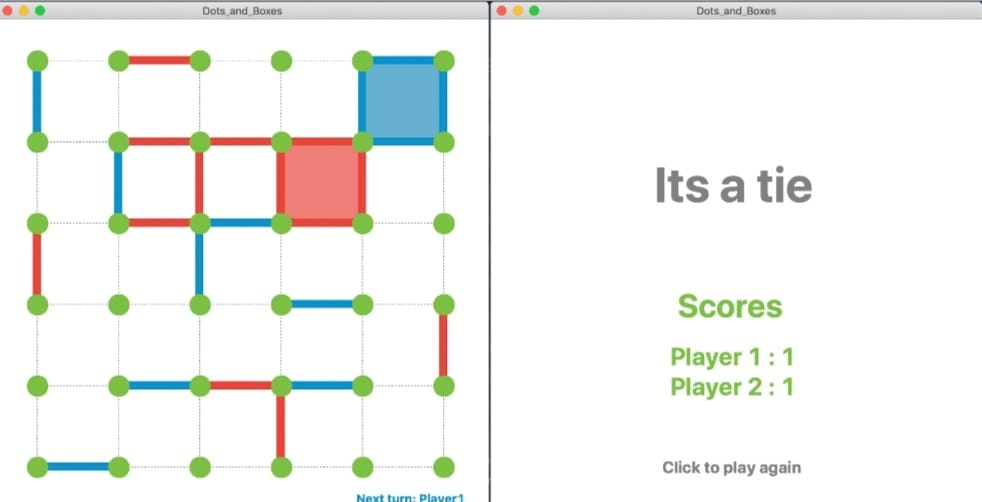 Dots_and_Boxes
Next turn: Player1
Dots_and_Boxes
Its a tie
Scores
Player 1 : 1
Player 2 : 1
Click to play again